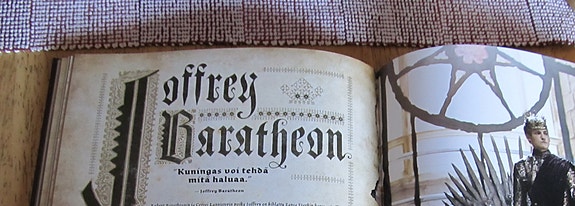 Joffrey
Baratheon
"Kuningas voi tehdä
mitä haluaa."
— Joffrey Baratheon